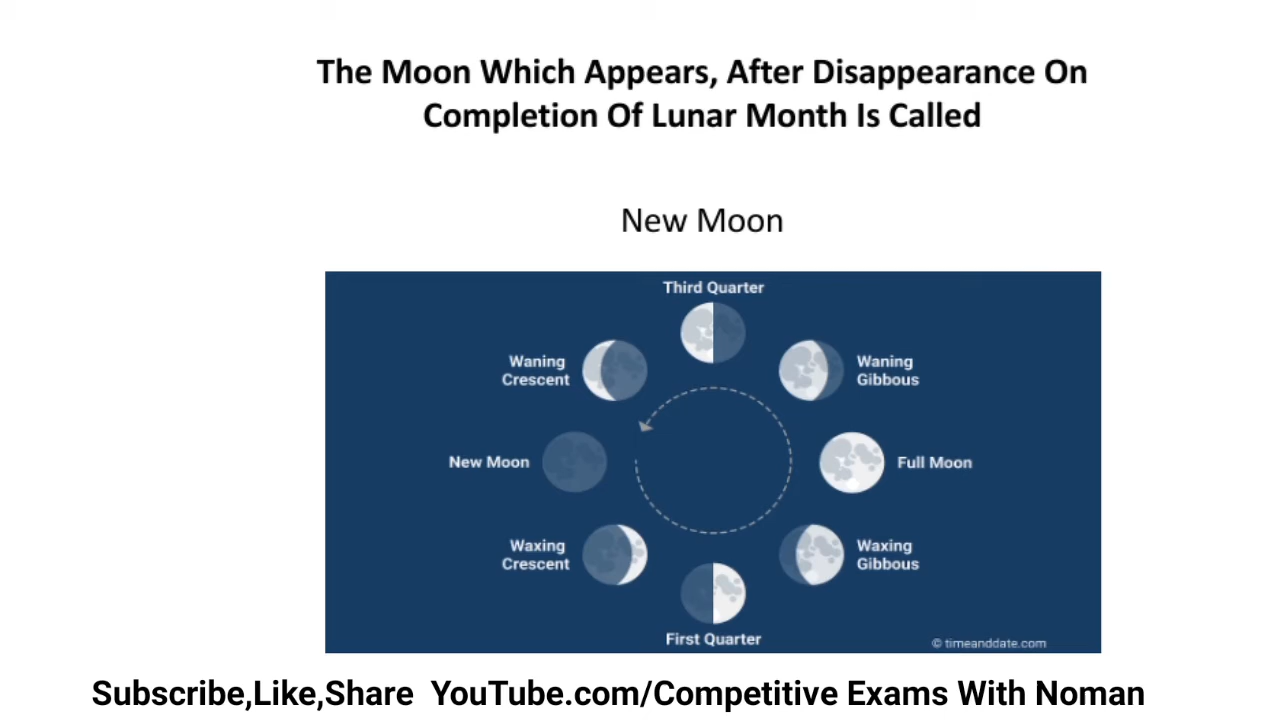 The Moon Which Appears, After Disappearance On
Completion Of Lunar Month Is Called
New Moon
Third Quarter
Waning
Crescent
Waning
Gibbous
New Moon
Full Moon
Waxing
Crescent
Waxing
Gibbous
First Quarter
© timeanddate.com
Subscribe,Like,Share YouTube.com/Competitive Exams With Noman